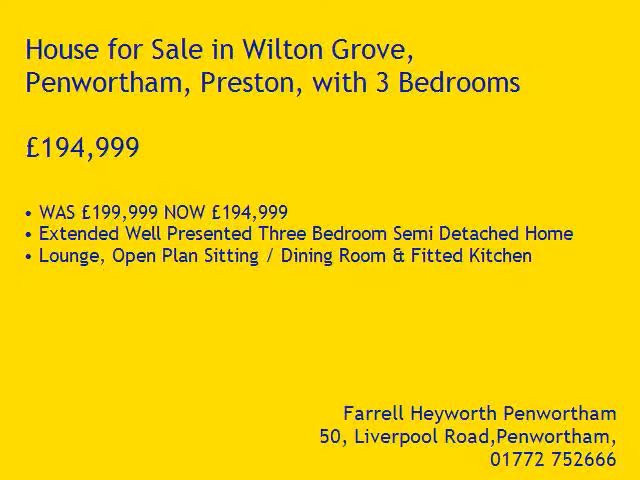 House for Sale in Wilton Grove,
Penwortham, Preston, with 3 Bedrooms
£194,999
• WAS £199,999 NOW £194,999
• Extended Well Presented Three Bedroom Semi Detached Home
• Lounge, Open Plan Sitting / Dining Room & Fitted Kitchen
Farrell Heyworth Penwortham
50, Liverpool Road,Penwortham,
01772 752666